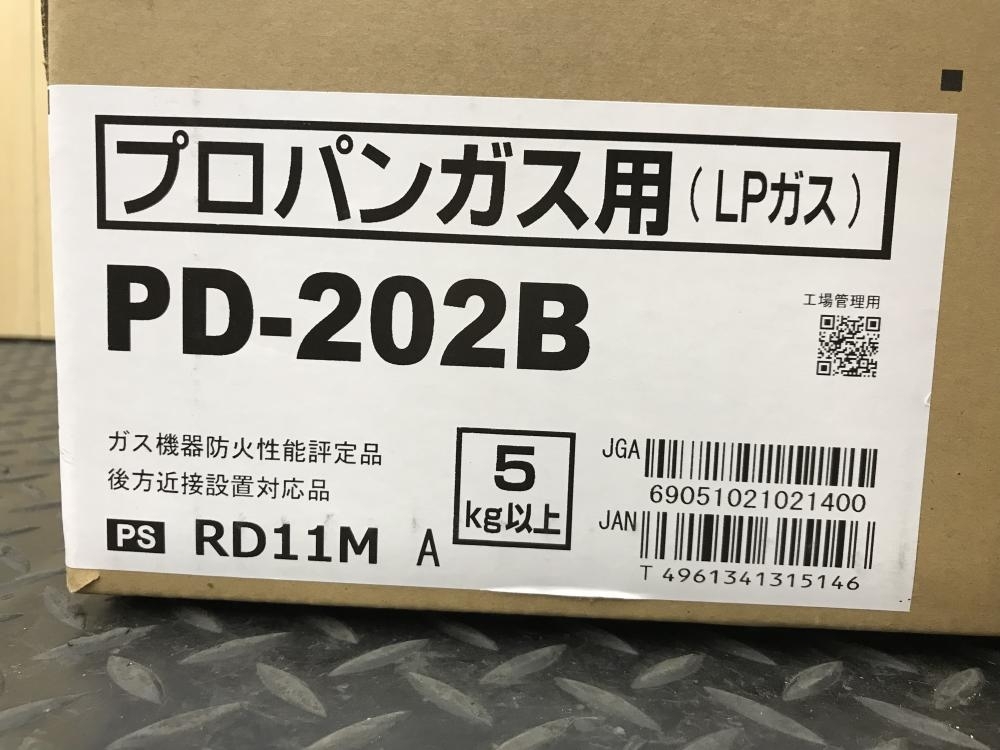 プロパンガス用(LPガス)
PD-202B
工場管理用
ガス機器防火性能評定品
後方近接設置対応品
PS RD11M A
5
kg以上
JGA
69051021021400
JAN
T 4961341315146